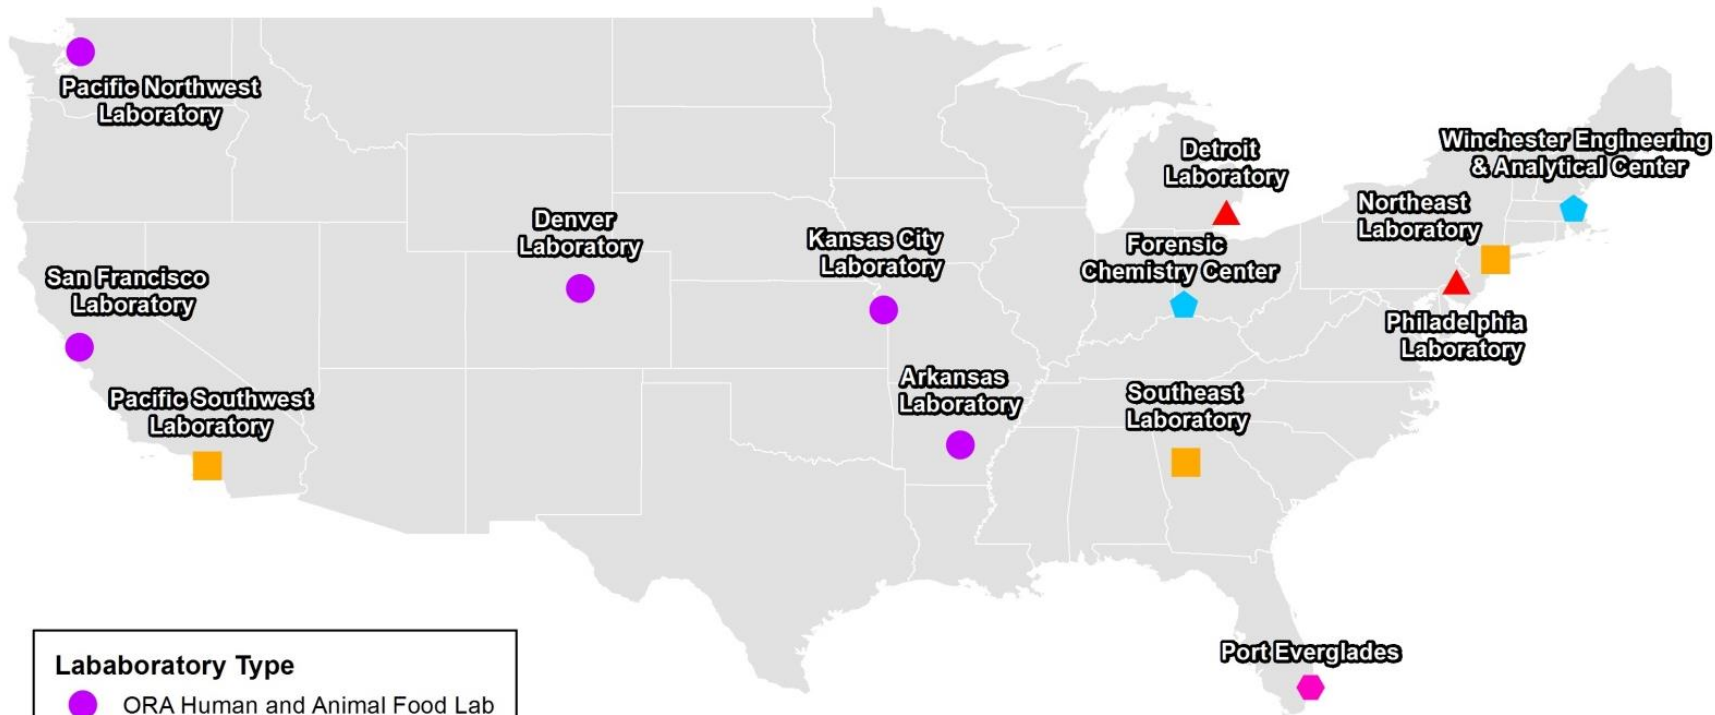 Pacific Northwest
Laboratory
Detroit
Laboratory
Winchester Engineering
& Analytical Center
Northeast
Laboratory
Denver
Laboratory
Kansas City
Laboratory
Forensic
Chemistry Center
San Francisco
Laboratory
Philadelphia
Laboratory
Arkansas
Laboratory
Southeast
Laboratory
Pacific Southwest
Laboratory
Port Everglades
Lababoratory Type
ORA Human and Animal Food Lab